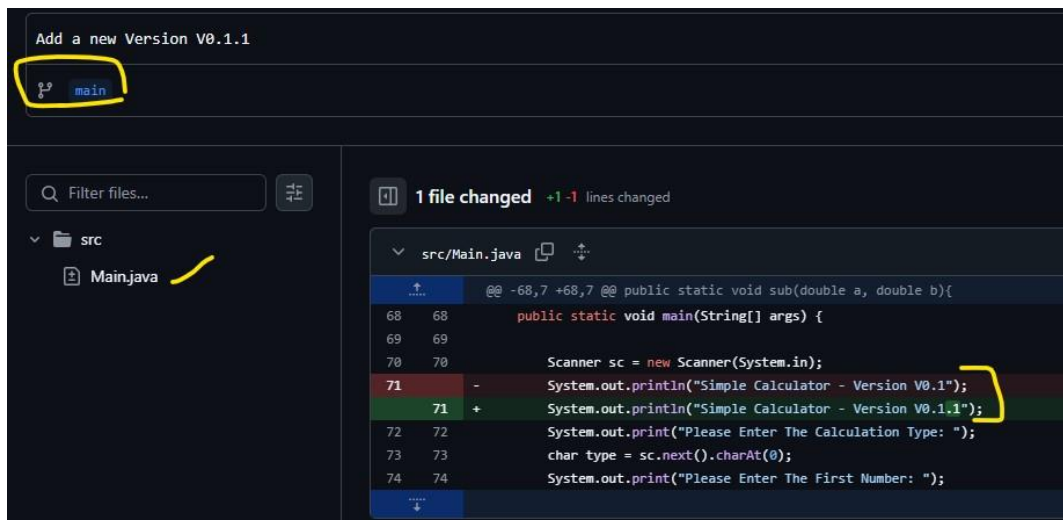 Add a new Version V0.1.1
main
Filter files...
src
Main.java
1 file changed +1 -1 lines changed
src/Main.java
@@ -68,7 +68,7 @@ public static void sub(double a, double b){
68 68 public static void main(String[] args) {
69 69
70 70 Scanner sc = new Scanner(System.in);
71 - System.out.println("Simple Calculator - Version V0.1");
71 + System.out.println("Simple Calculator - Version V0.1.1");
72 72 System.out.print("Please Enter The Calculation Type: ");
73 73 char type = sc.next().charAt(0);
74 74 System.out.print("Please Enter The First Number: ");